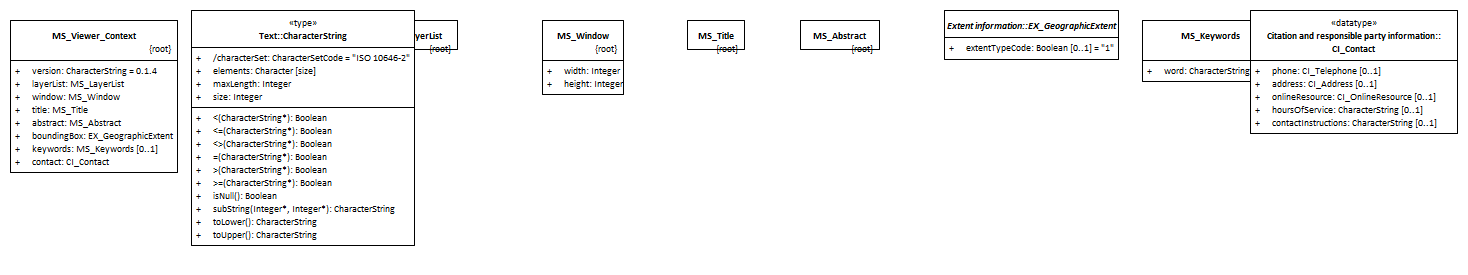 MS_Viewer_Context
{root}
+ version: CharacterString = 0.1.4
+ layerList: MS_LayerList
+ window: MS_Window
+ title: MS_Title
+ abstract: MS_Abstract
+ boundingBox: EX_GeographicExtent
+ keywords: MS_Keywords [0..1]
+ contact: CI_Contact
«type»
Text::CharacterString
+ /characterSet: CharacterSetCode = "ISO 10646-2"
+ elements: Character [size]
+ maxLength: Integer
+ size: Integer
+ <(CharacterString*): Boolean
+ <=(CharacterString*): Boolean
+ <>(CharacterString*): Boolean
+ =(CharacterString*): Boolean
+ >(CharacterString*): Boolean
+ >=(CharacterString*): Boolean
+ isNull(): Boolean
+ subString(Integer*, Integer*): CharacterString
+ toLower(): CharacterString
+ toUpper(): CharacterString
yerList
{root}
MS_Window
{root}
+ width: Integer
+ height: Integer
MS_Title
{root}
MS_Abstract
{root}
Extent information::EX_GeographicExtent
+ extentTypeCode: Boolean [0..1] = "1"
MS_Keywords
+ word: CharacterString
«datatype»
Citation and responsible party information::
CI_Contact
+ phone: CI_Telephone [0..1]
+ address: CI_Address [0..1]
+ onlineResource: CI_OnlineResource [0..1]
+ hoursOfService: CharacterString [0..1]
+ contactInstructions: CharacterString [0..1]